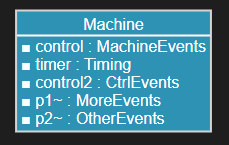 Machine
▪ control : MachineEvents
▪ timer : Timing
▪ control2 : CtrlEvents
▪ p1~ : MoreEvents
▪ p2~ : OtherEvents